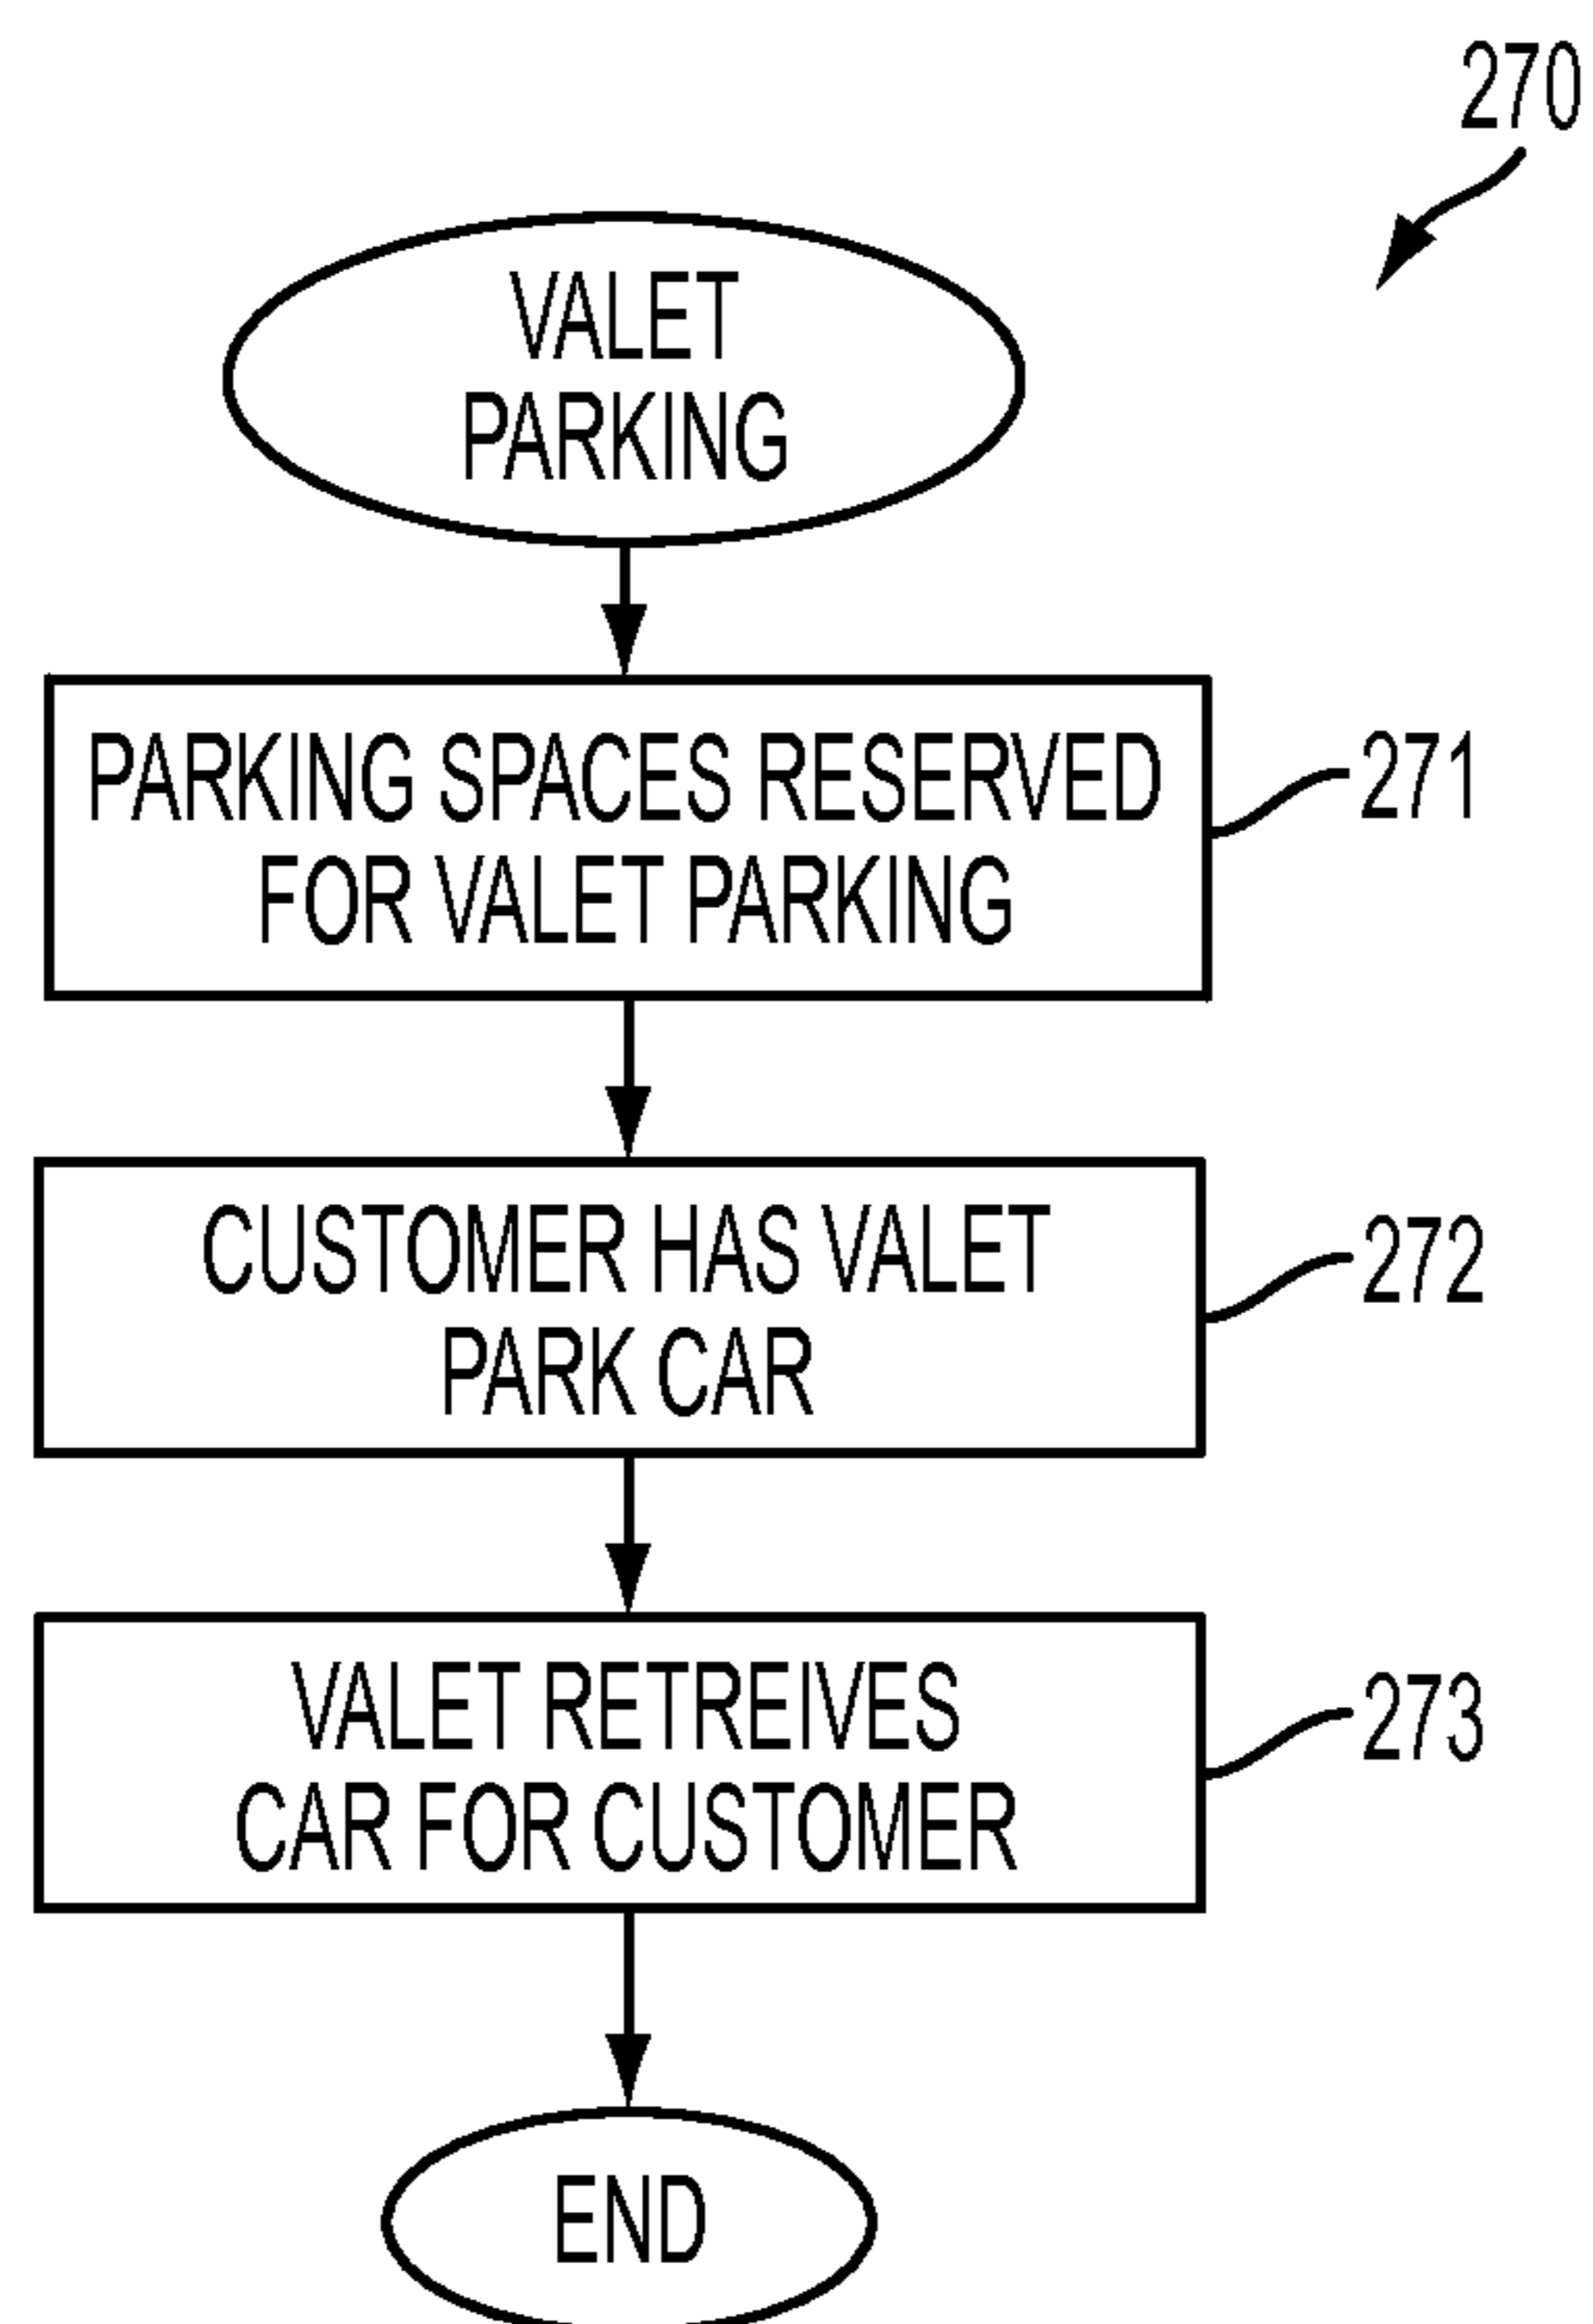 270
VALET
PARKING
PARKING SPACES RESERVED
FOR VALET PARKING
271
CUSTOMER HAS VALET
PARK CAR
272
VALET RETREIVES
CAR FOR CUSTOMER
273
END